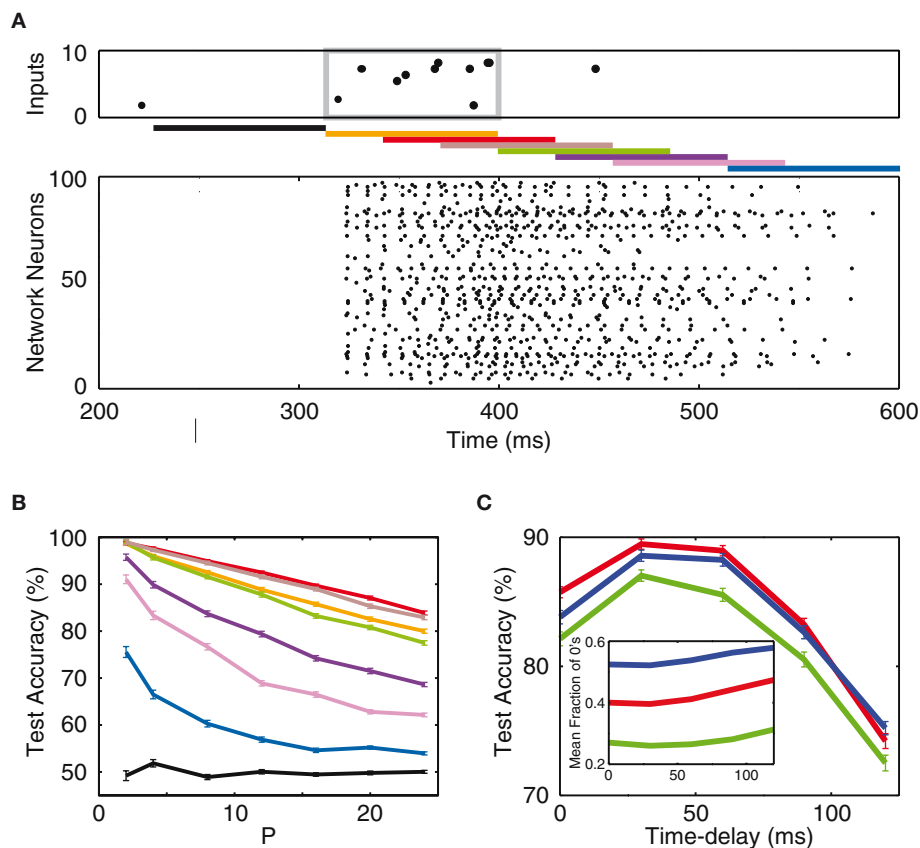 A
Inputs
10
0
Network Neurons
100
50
0
200 300 400 500 600
Time (ms)
B
Test Accuracy (%)
100
90
80
70
60
50
0 10 20
P
C
Test Accuracy (%)
90
80
70
0 50 100
Time-delay (ms)
Mean Fraction of 0's
0.6
0.4
0.2
0 50 100